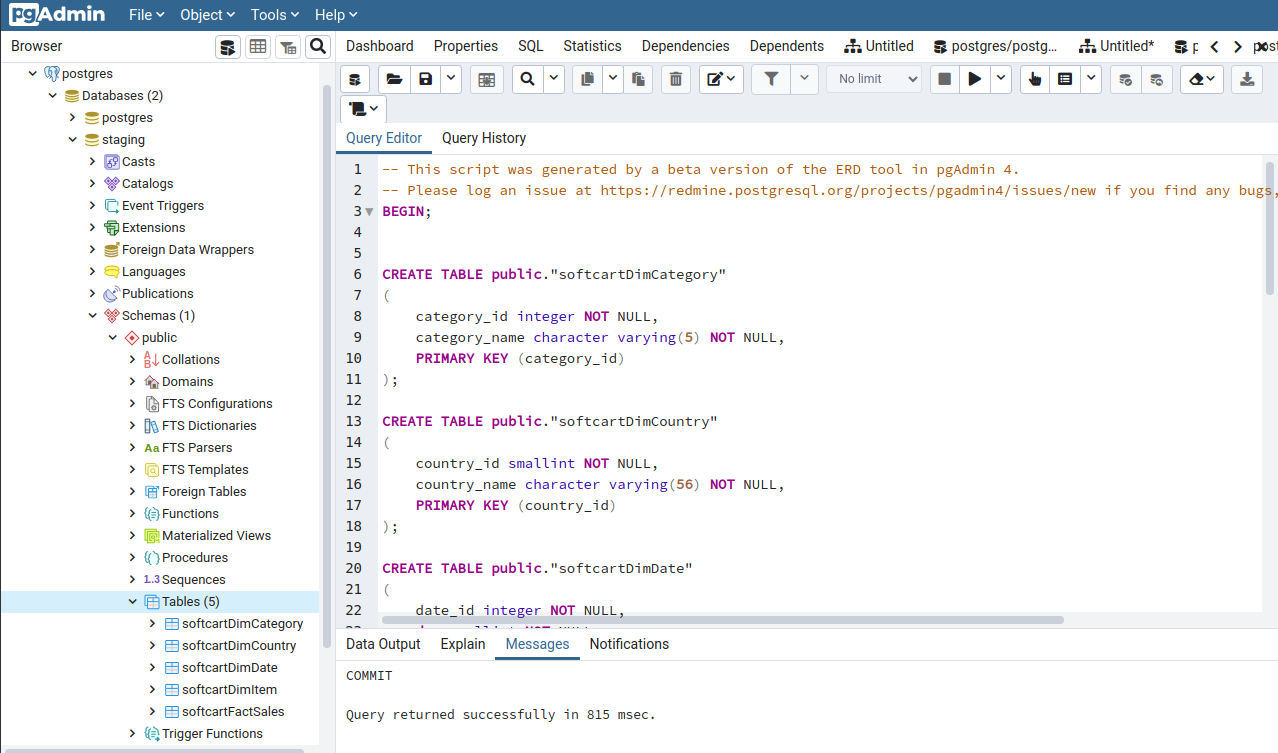 pgAdmin File Object Tools Help
Browser
Dashboard Properties SQL Statistics Dependencies Dependents Untitled postgres/postg... Untitled*
No limit
Query Editor Query History
postgres
Databases (2)
postgres
staging
Casts
Catalogs
Event Triggers
Extensions
Foreign Data Wrappers
Languages
Publications
Schemas (1)
public
Collations
Domains
FTS Configurations
FTS Dictionaries
Aa FTS Parsers
FTS Templates
Foreign Tables
Functions
Materialized Views
Procedures
1..3 Sequences
Tables (5)
softcartDimCategory
softcartDimCountry
softcartDimDate
softcartDimItem
softcartFactSales
Trigger Functions
1 -- This script was generated by a beta version of the ERD tool in pgAdmin 4.
2 -- Please log an issue at https://redmine.postgresql.org/projects/pgadmin4/issues/new if you find any bugs,
3 BEGIN;
4
5
6 CREATE TABLE public."softcartDimCategory"
7 (
8 category_id integer NOT NULL,
9 category_name character varying(5) NOT NULL,
10 PRIMARY KEY (category_id)
11 );
12
13 CREATE TABLE public."softcartDimCountry"
14 (
15 country_id smallint NOT NULL,
16 country_name character varying(56) NOT NULL,
17 PRIMARY KEY (country_id)
18 );
19
20 CREATE TABLE public."softcartDimDate"
21 (
22 date_id integer NOT NULL,
Data Output Explain Messages Notifications
COMMIT
Query returned successfully in 815 msec.